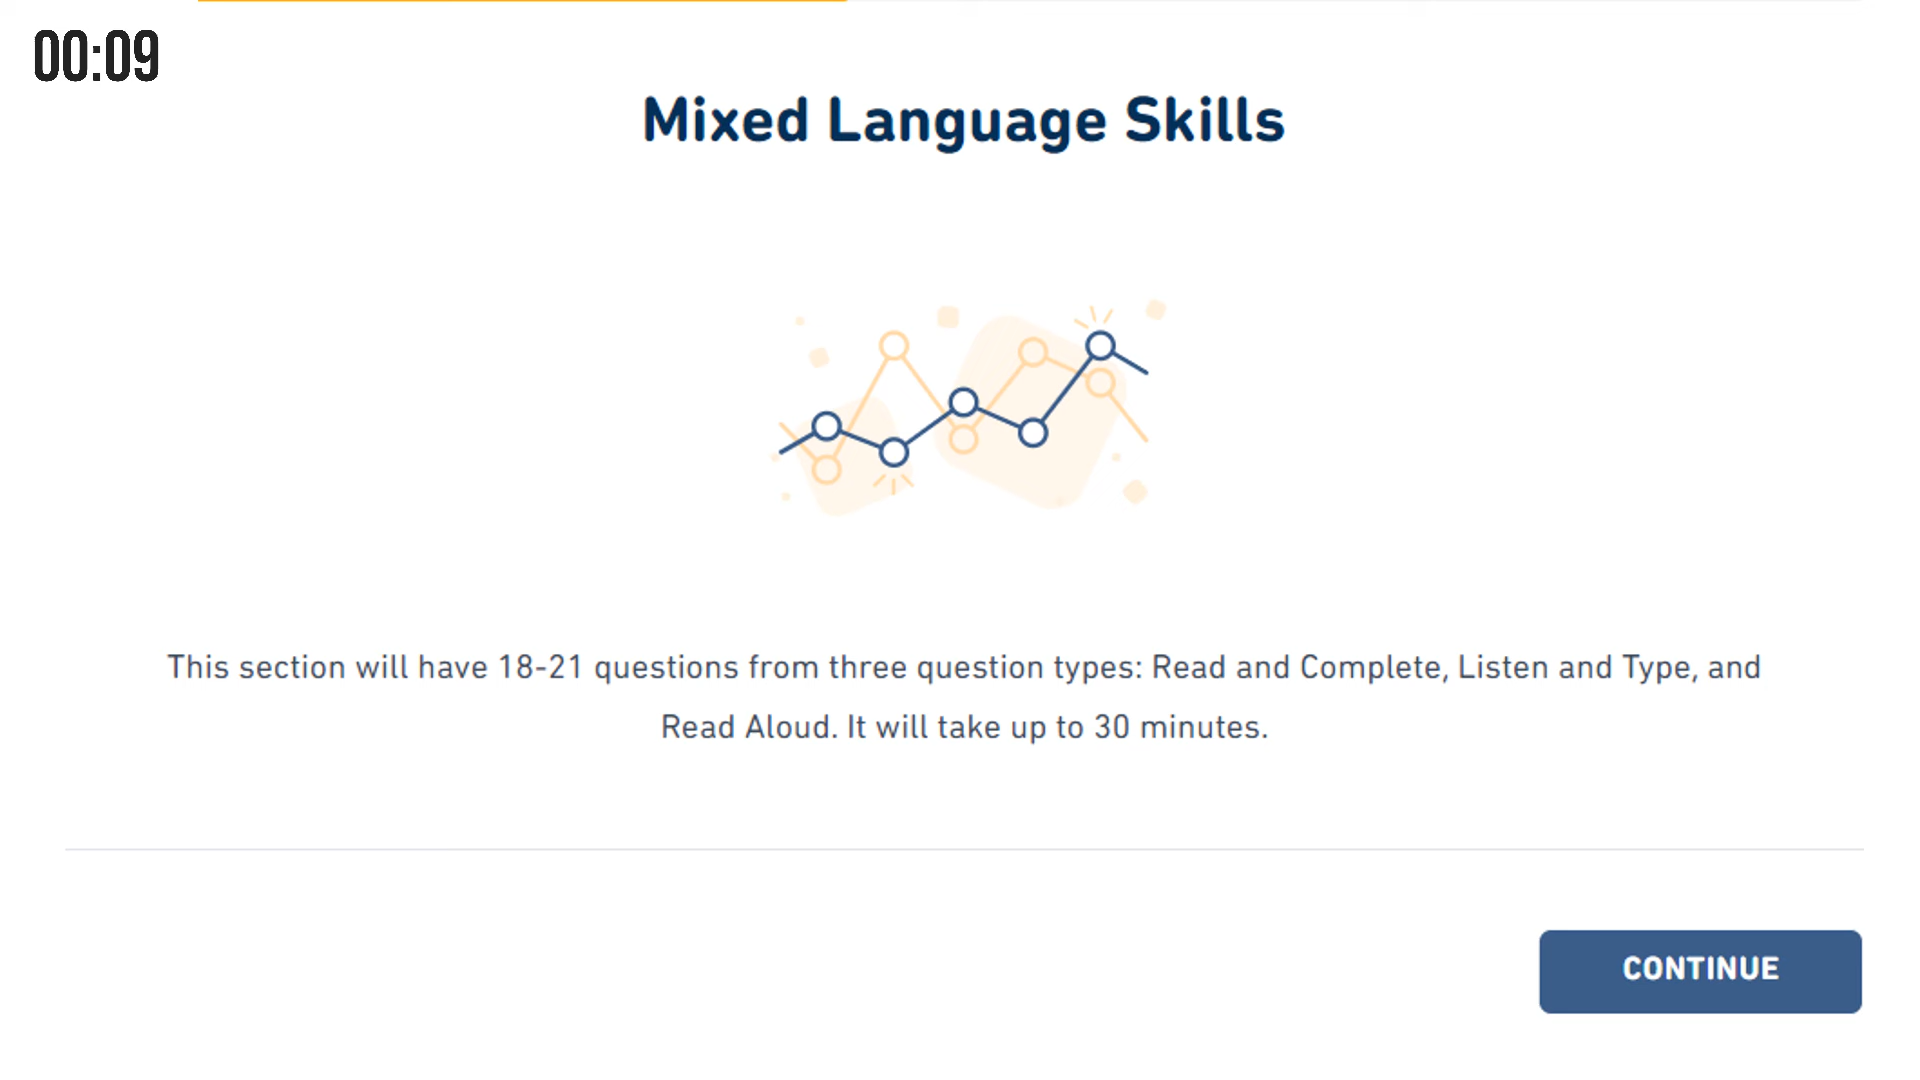 00:09
Mixed Language Skills
This section will have 18-21 questions from three question types: Read and Complete, Listen and Type, and
Read Aloud. It will take up to 30 minutes.
CONTINUE